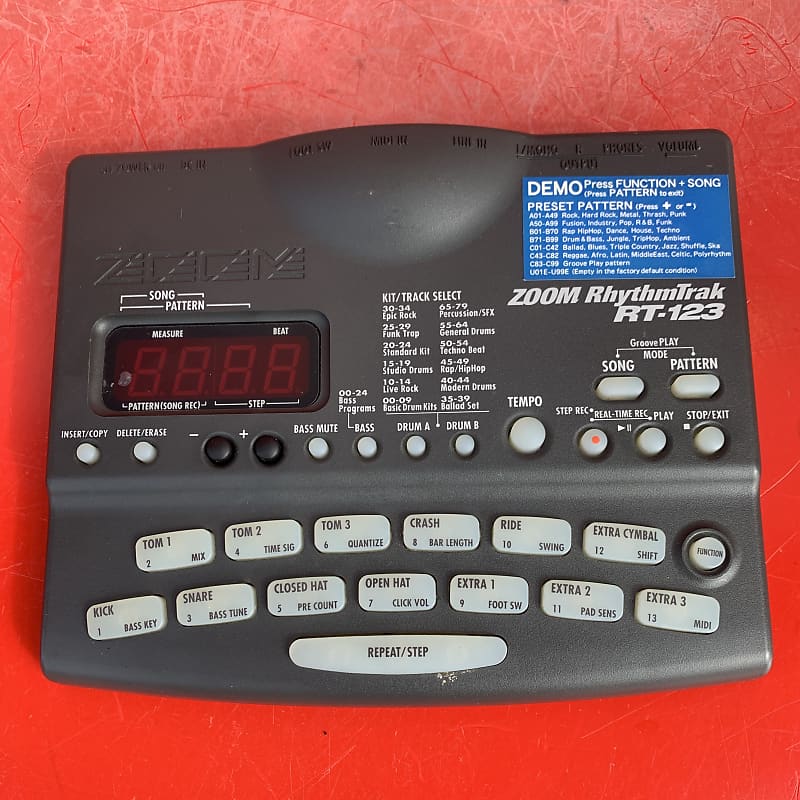 DC IN
FOOT SW
MIDI IN
LINE IN
L/MONO R
OUTPUT
PHONES
VOLUME
DEMO Press FUNCTION + SONG
(Press PATTERN to exit)
PRESET PATTERN (Press + or -)
A01-A49 Rock, Hard Rock, Metal, Thrash, Punk
A50-A99 Fusion, Industry, Pop, R&B, Funk
B01-B70 Rap HipHop, Dance, House, Techno
B71-B99 Drum&Bass, Jungle, TripHop, Ambient
C01-C42 Ballad, Blues, Triple Country, Jazz, Shuffle, Ska
C43-C82 Reggae, Afro, Latin, MiddleEast, Celtic, Polyrhythm
C83-C99 Groove Play pattern
U01E-U99E (Empty in the factory default condition)
ZOOM
ZOOM RhythmTrak
RT-123
SONG
PATTERN
MEASURE BEAT
PATTERN(SONG REC) STEP
KIT/TRACK SELECT
30-34 65-79
Epic Rock Percussion/SFX
25-29 55-64
Funk Trap General Drums
20-24 50-54
Standard Kit Techno Beat
15-19 45-49
Studio Drums Rap/HipHop
10-14 40-44
Live Rock Modern Drums
00-09 35-39
Basic Drum Kits Ballad Set
00-24
Bass
Programs
GroovePLAY
MODE
SONG PATTERN
INSERT/COPY DELETE/ERASE
- +
BASS MUTE BASS DRUM A DRUM B
TEMPO
STEP REC REAL-TIME REC PLAY STOP/EXIT
TOM 1
2 MIX
TOM 2
4 TIME SIG
TOM 3
6 QUANTIZE
CRASH
8 BAR LENGTH
RIDE
10 SWING
EXTRA CYMBAL
12 SHIFT
FUNCTION
KICK
1 BASS KEY
SNARE
3 BASS TUNE
CLOSED HAT
5 PRE COUNT
OPEN HAT
7 CLICK VOL
EXTRA 1
9 FOOT SW
EXTRA 2
11 PAD SENS
EXTRA 3
13 MIDI
REPEAT/STEP